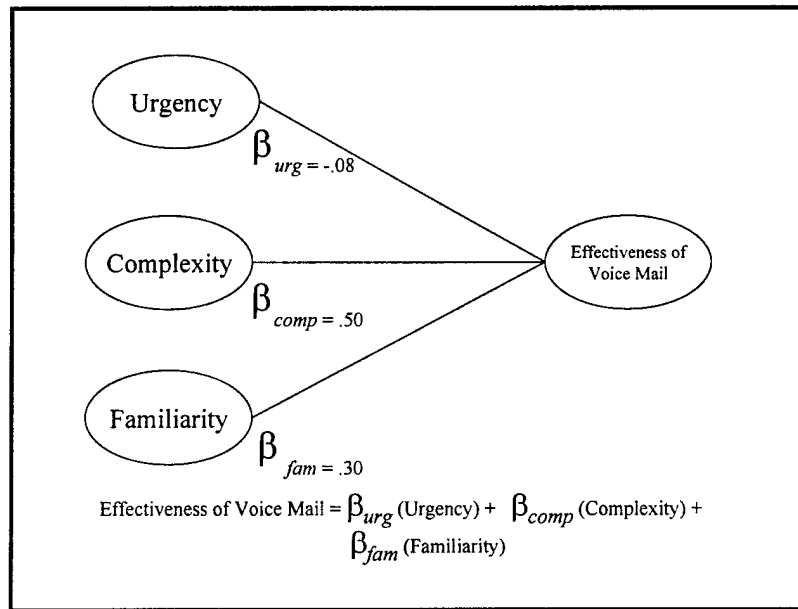 Urgency
β urg = -.08
Complexity
β comp = .50
Effectiveness of
Voice Mail
Familiarity
β fam = .30
Effectiveness of Voice Mail = β urg (Urgency) + β comp (Complexity) +
β fam (Familiarity)